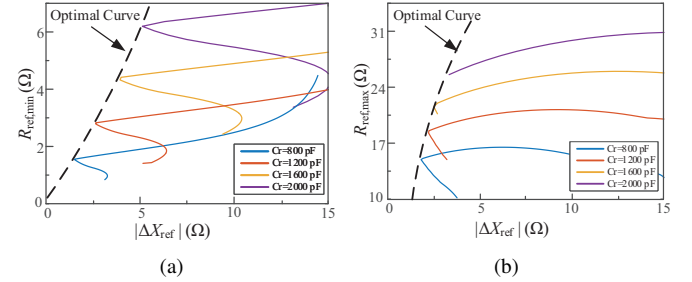 Optimal Curve
R_ref,min (Ω)
6
4
2
0
0
5
10
15
|ΔX_ref| (Ω)
Cr=800 pF
Cr=1200 pF
Cr=1600 pF
Cr=2000 pF
(a)
Optimal Curve
R_ref,max (Ω)
31
24
17
10
0
5
10
15
|ΔX_ref| (Ω)
Cr=800 pF
Cr=1200 pF
Cr=1600 pF
Cr=2000 pF
(b)